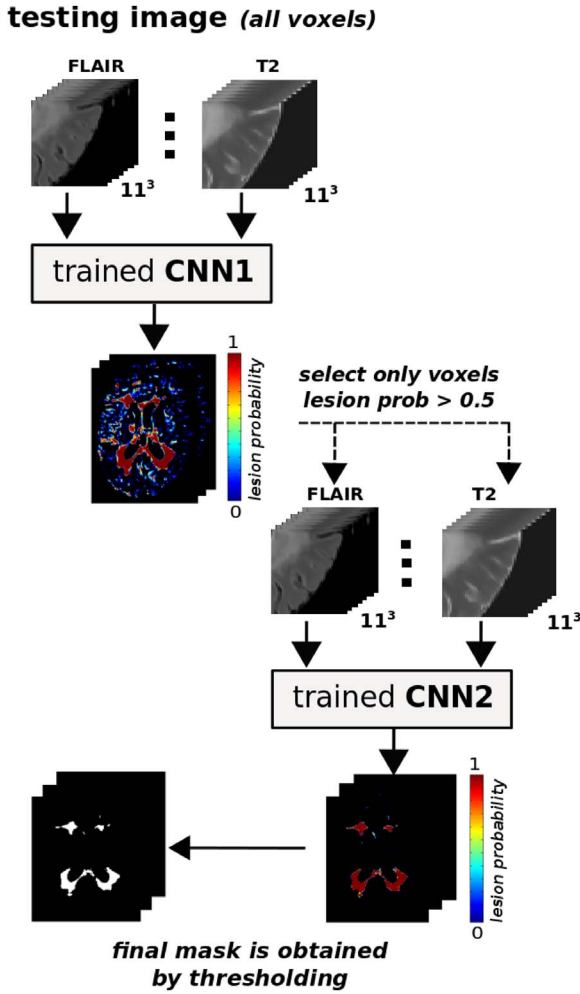 testing image (all voxels)
FLAIR
T2
11³
11³
trained CNN1
1
lesion probability
0
select only voxels
lesion prob > 0.5
FLAIR
T2
11³
11³
trained CNN2
1
lesion probability
0
final mask is obtained
by thresholding